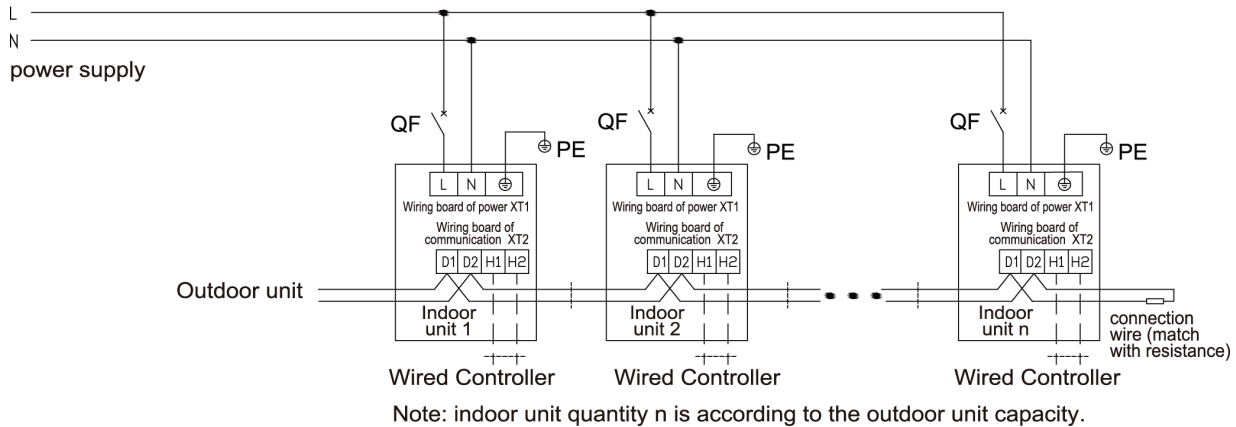 L
N
power supply
QF
PE
QF
PE
QF
PE
L N
Wiring board of power XT1
Wiring board of
communication XT2
D1 D2 H1 H2
Indoor
unit 1
L N
Wiring board of power XT1
Wiring board of
communication XT2
D1 D2 H1 H2
Indoor
unit 2
L N
Wiring board of power XT1
Wiring board of
communication XT2
D1 D2 H1 H2
Indoor
unit n
Outdoor unit
connection
wire (match
with resistance)
Wired Controller
Wired Controller
Wired Controller
Note: indoor unit quantity n is according to the outdoor unit capacity.